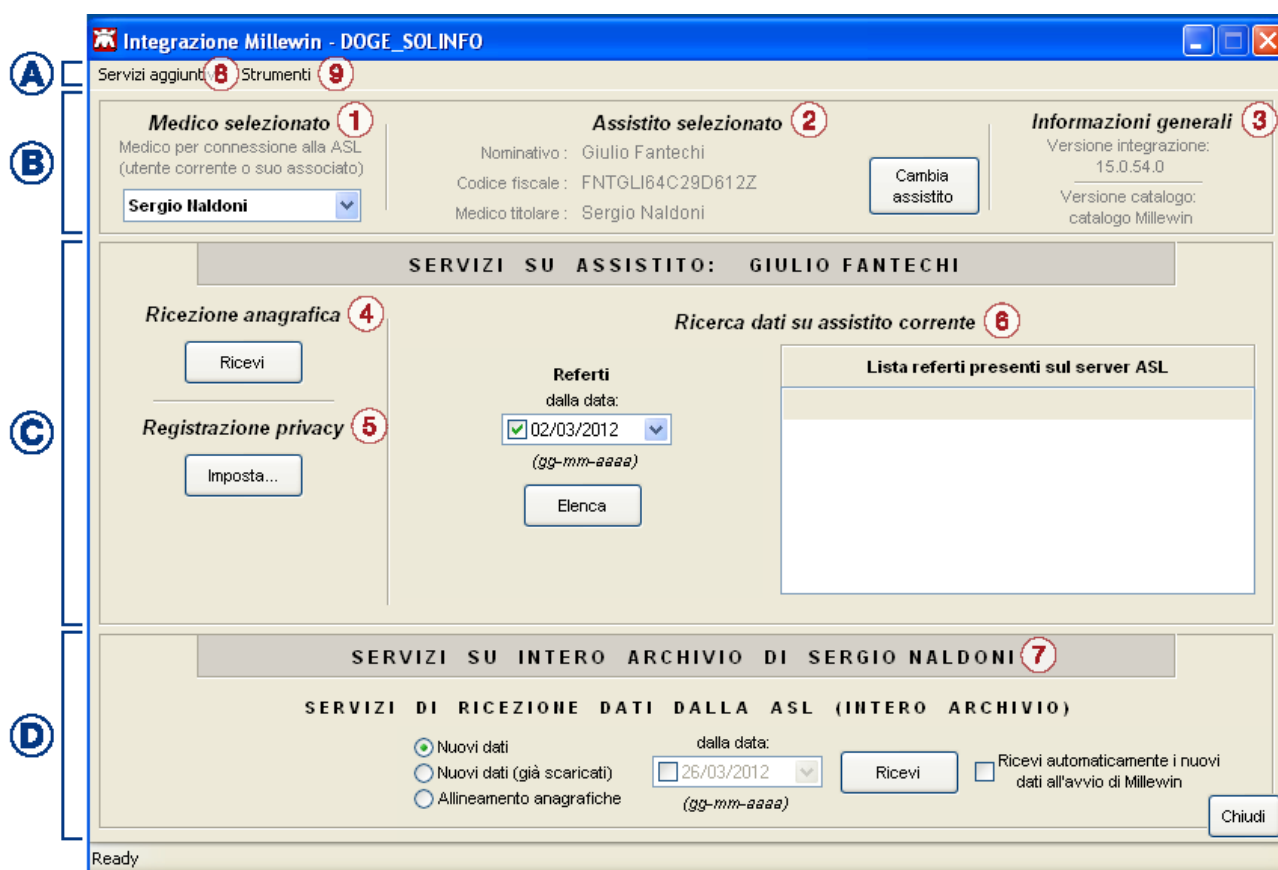 Integrazione Millewin - DOGE_SOLINFO
A
Servizi aggiuntivi 8 Strumenti 9
B
Medico selezionato 1
Medico per connessione alla ASL
(utente corrente o suo associato)
Sergio Naldoni
Assistito selezionato 2
Nominativo : Giulio Fantechi
Codice fiscale : FNTGLI64C29D612Z
Medico titolare : Sergio Naldoni
Cambia
assistito
Informazioni generali 3
Versione integrazione:
15.0.54.0
Versione catalogo:
catalogo Millewin
C
SERVIZI SU ASSISTITO: GIULIO FANTECHI
Ricezione anagrafica 4
Ricevi
Registrazione privacy 5
Imposta...
Ricerca dati su assistito corrente 6
Referti
dalla data:
02/03/2012
(gg-mm-aaaa)
Elenca
Lista referti presenti sul server ASL
D
SERVIZI SU INTERO ARCHIVIO DI SERGIO NALDONI 7
SERVIZI DI RICEZIONE DATI DALLA ASL (INTERO ARCHIVIO)
Nuovi dati
Nuovi dati (già scaricati)
Allineamento anagrafiche
dalla data:
26/03/2012
(gg-mm-aaaa)
Ricevi
Ricevi automaticamente i nuovi
dati all'avvio di Millewin
Chiudi
Ready